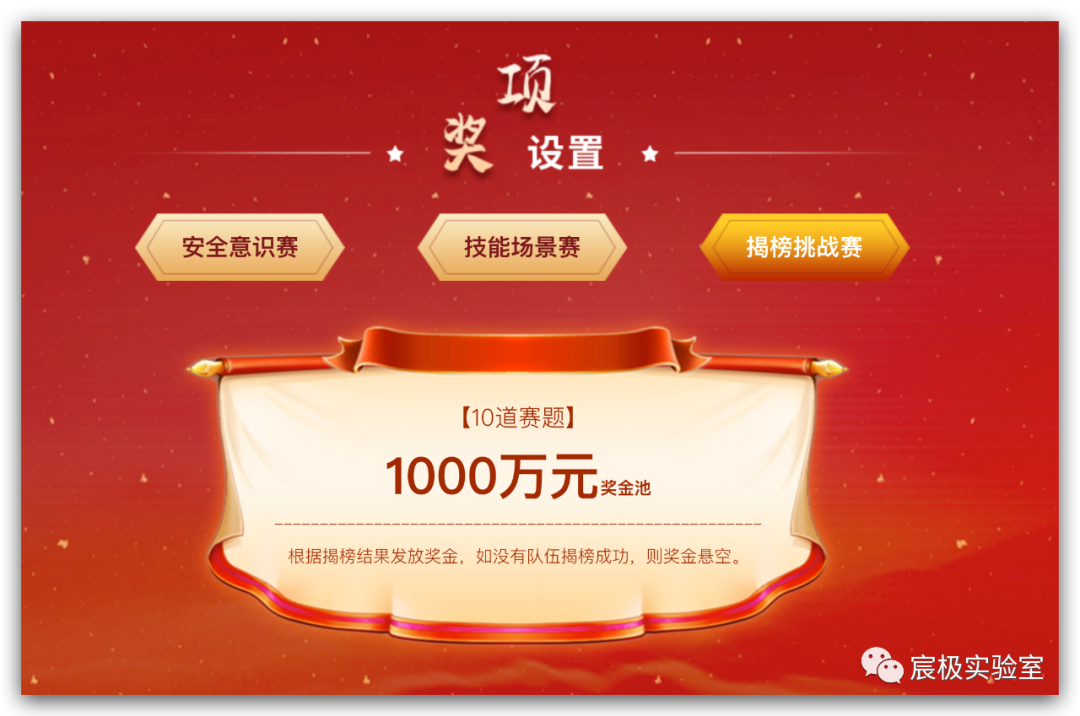 奖项设置
安全意识赛
技能场景赛
揭榜挑战赛
【10道赛题】
1000万元奖金池
根据揭榜结果发放奖金，如没有队伍揭榜成功，则奖金悬空。
宸极实验室